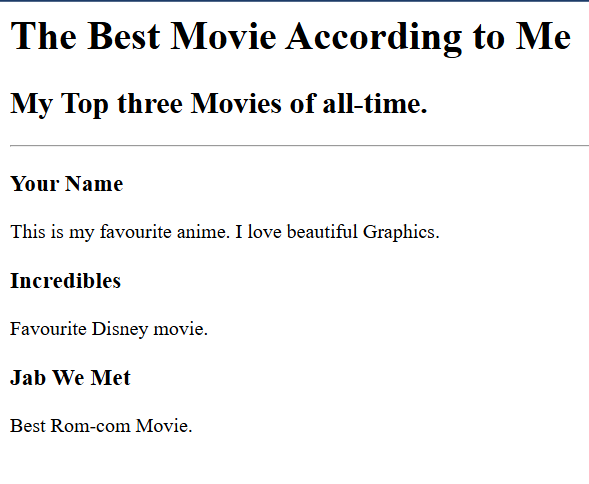 The Best Movie According to Me
My Top three Movies of all-time.
Your Name
This is my favourite anime. I love beautiful Graphics.
Incredibles
Favourite Disney movie.
Jab We Met
Best Rom-com Movie.